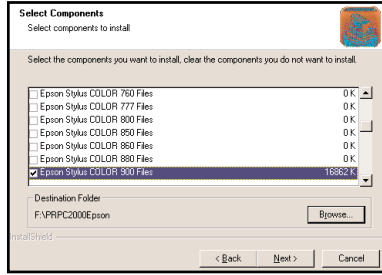 Select Components
Select components to install
Select the components you want to install, clear the components you do not want to install.
Epson Stylus COLOR 760 Files 0 K
Epson Stylus COLOR 777 Files 0 K
Epson Stylus COLOR 800 Files 0 K
Epson Stylus COLOR 850 Files 0 K
Epson Stylus COLOR 860 Files 0 K
Epson Stylus COLOR 880 Files 0 K
Epson Stylus COLOR 900 Files 16862 K
Destination Folder
F:\PRPC2000Epson
Browse...
InstallShield
< Back Next > Cancel